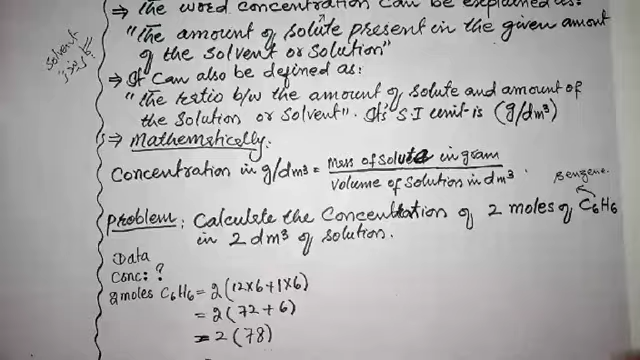 ⇒ The word concentration can be explained as:
"The amount of solute present in the given amont
of the solvent or solution"
solvent
⇒ It can also be defined as:
"The ratio b/w the amount of solute and amount of
the solution or solvent". It's S.I unit is (g/dm³)
⇒ Mathematically:
Concentration in g/dm³ = Mass of solute in gram
Volume of solution in dm³.
Benzene.
Problem: Calculate the Concentration of 2 moles of C6H6
in 2 dm³ of solution.
Data
Conc: ?
2moles C6H6 = 2(12×6+1×6)
= 2(72+6)
= 2(78)